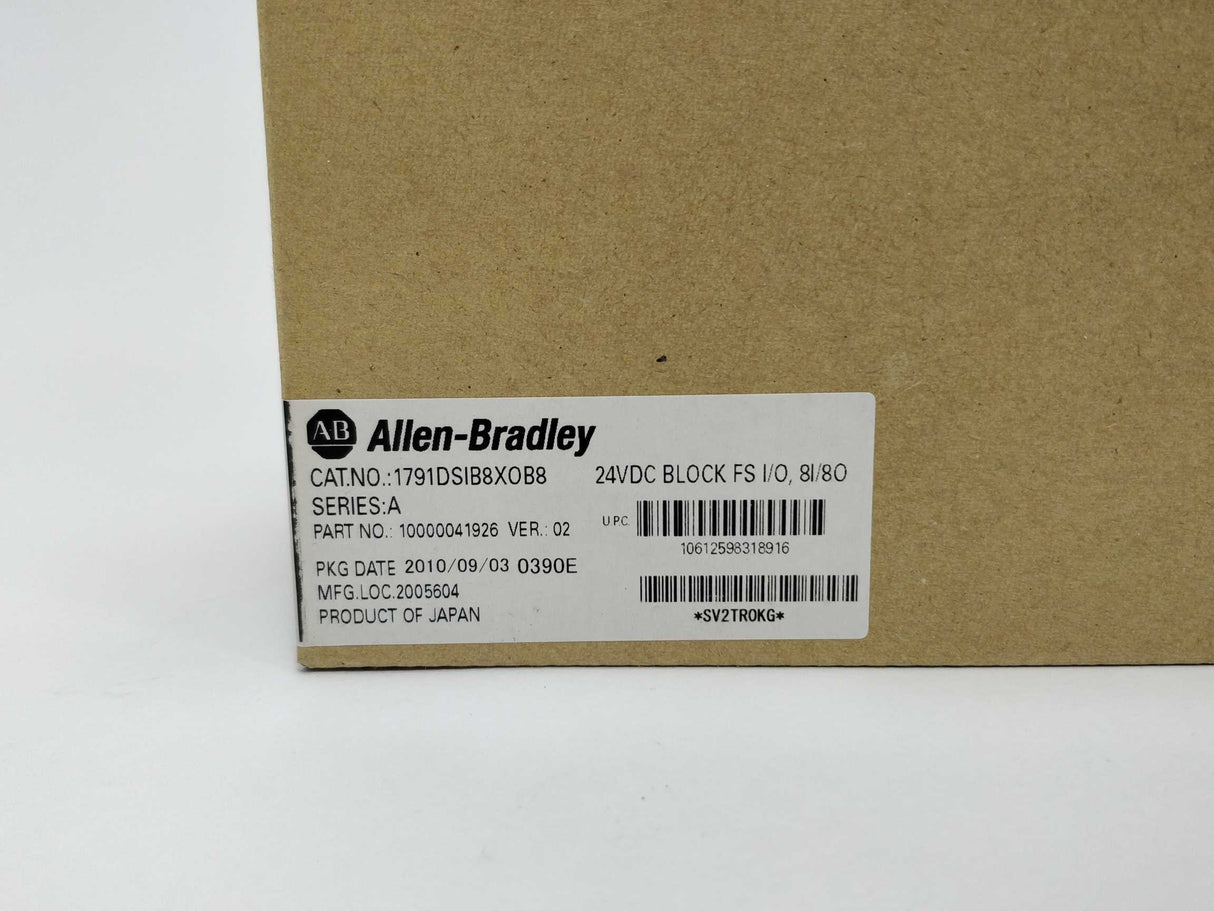 AB Allen-Bradley
CAT.NO.:1791DSIB8XOB8 24VDC BLOCK FS I/O, 8I/8O
SERIES:A
PART NO.: 10000041926 VER.: 02
U.P.C.
10612598318916
PKG DATE 2010/09/03 0390E
MFG.LOC.2005604
PRODUCT OF JAPAN
*SV2TR0KG*